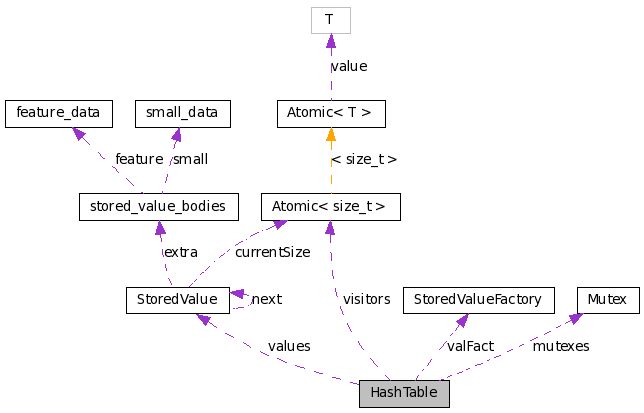 T
value
feature_data
small_data
Atomic< T >
feature
small
< size_t >
stored_value_bodies
Atomic< size_t >
extra
currentSize
StoredValue
next
visitors
StoredValueFactory
Mutex
values
valFact
mutexes
HashTable